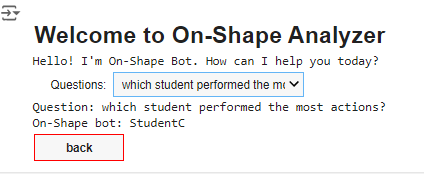 Welcome to On-Shape Analyzer
Hello! I'm On-Shape Bot. How can I help you today?
Questions: which student performed the mo
Question: which student performed the most actions?
On-Shape bot: StudentC
back